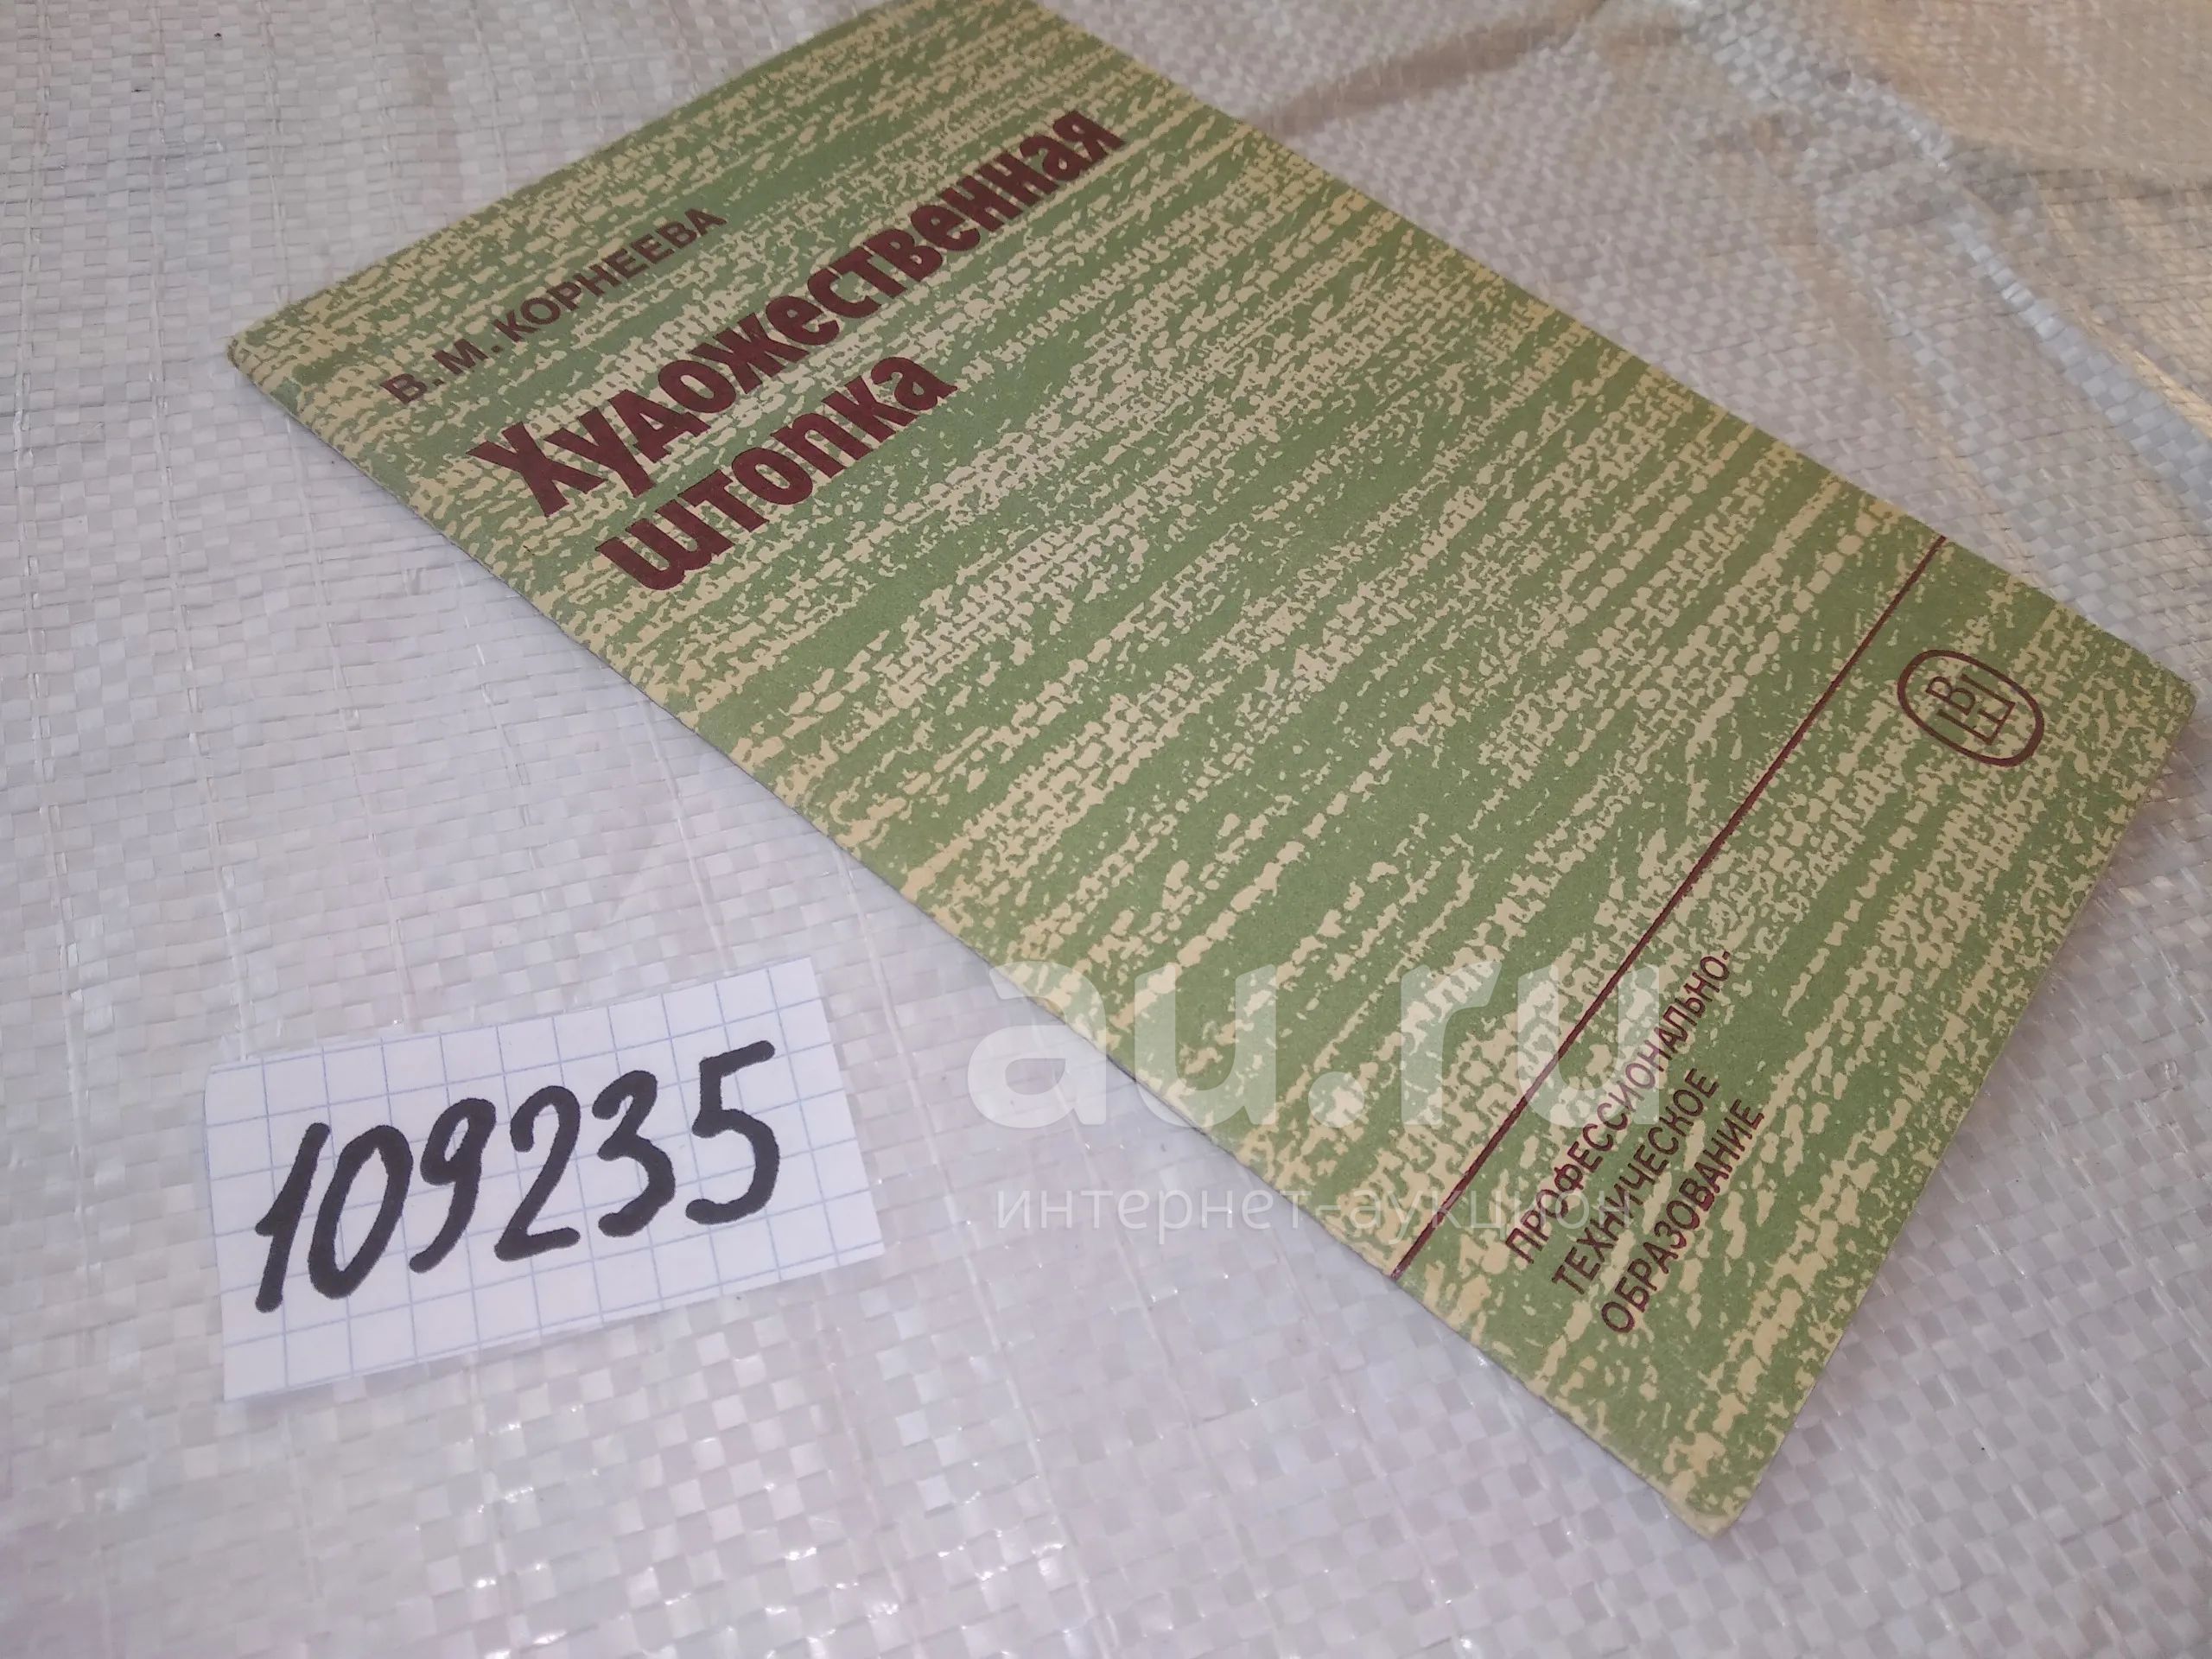 В.М.КОРНЕЕВА
Художественная
штопка
ПРОФЕССИОНАЛЬНО-
ТЕХНИЧЕСКОЕ
ОБРАЗОВАНИЕ
109235
au.ru
интернет-аукцион